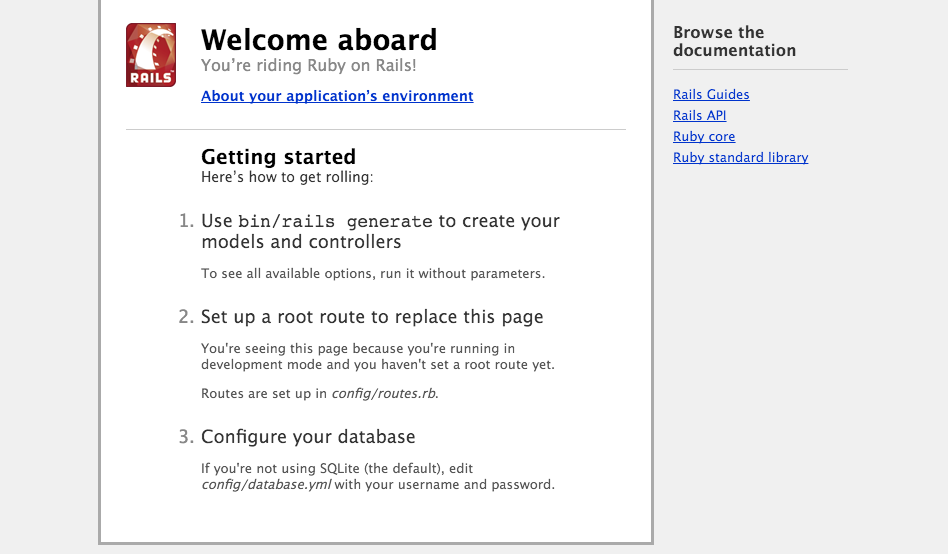 RAILS
Welcome aboard
You’re riding Ruby on Rails!
About your application’s environment
Getting started
Here’s how to get rolling:
1. Use bin/rails generate to create your
models and controllers
To see all available options, run it without parameters.
2. Set up a root route to replace this page
You're seeing this page because you're running in
development mode and you haven't set a root route yet.
Routes are set up in config/routes.rb.
3. Configure your database
If you're not using SQLite (the default), edit
config/database.yml with your username and password.
Browse the
documentation
Rails Guides
Rails API
Ruby core
Ruby standard library